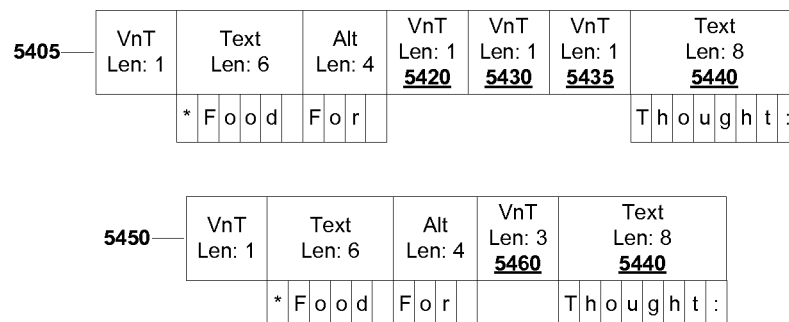 VnT Text Alt VnT VnT VnT Text
5405 Len: 1 Len: 6 Len: 4 Len: 1 Len: 1 Len: 1 Len: 8
5420 5430 5435 5440
* F o o d F o r T h o u g h t :
VnT Text Alt VnT Text
5450 Len: 1 Len: 6 Len: 4 Len: 3 Len: 8
5460 5440
* F o o d F o r T h o u g h t :